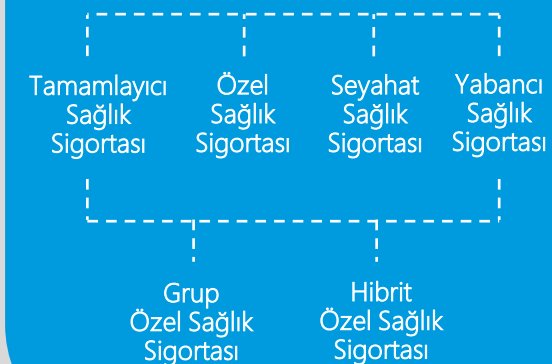 Tamamlayıcı
Sağlık
Sigortası
Özel
Sağlık
Sigortası
Seyahat
Sağlık
Sigortası
Yabancı
Sağlık
Sigortası
Grup
Özel Sağlık
Sigortası
Hibrit
Özel Sağlık
Sigortası